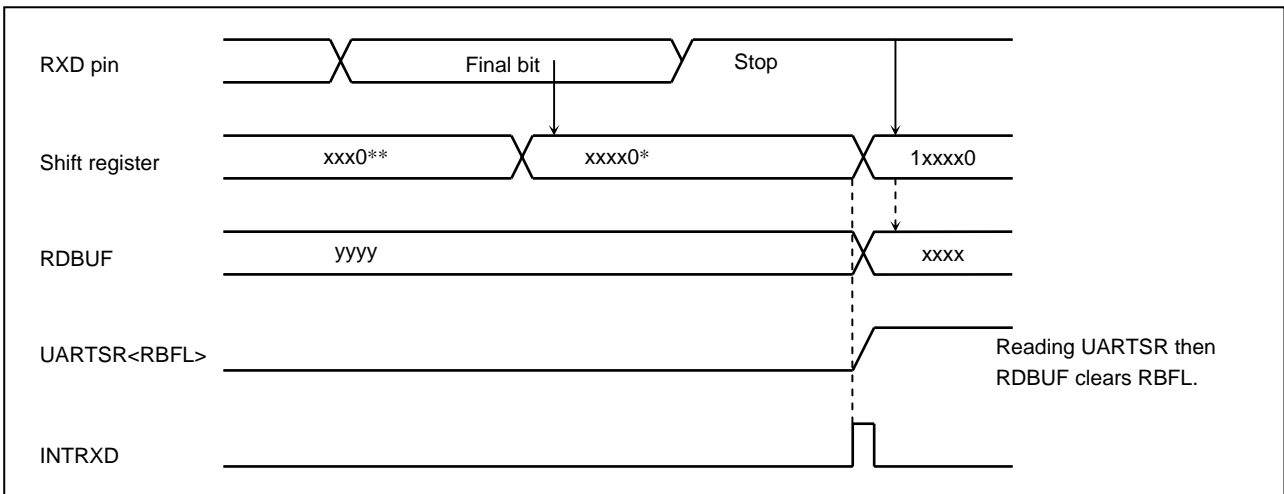 RXD pin
Final bit
Stop
Shift register
xxx0**
xxxx0*
1xxxx0
RDBUF
yyyy
xxxx
UARTSR<RBFL>
Reading UARTSR then
RDBUF clears RBFL.
INTRXD